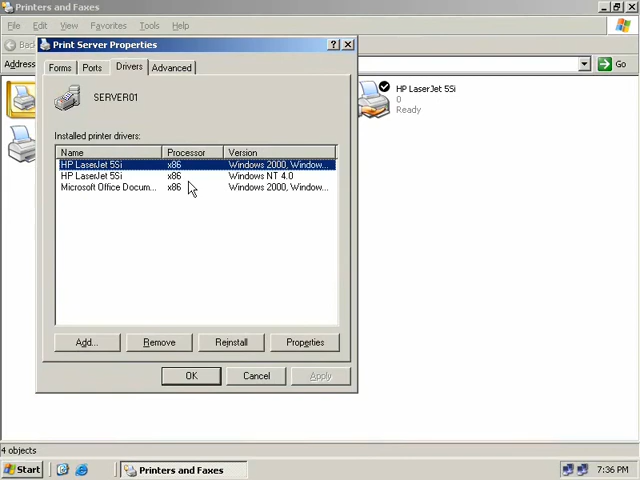 Printers and Faxes
File Edit View Favorites Tools Help
Back
Address
Go
Print Server Properties
Forms Ports Drivers Advanced
SERVER01
Installed printer drivers:
Name Processor Version
HP LaserJet 5Si x86 Windows 2000, Window...
HP LaserJet 5Si x86 Windows NT 4.0
Microsoft Office Docum... x86 Windows 2000, Window...
Add... Remove Reinstall Properties
OK Cancel Apply
HP LaserJet 5Si
0
Ready
4 objects
Start Printers and Faxes 7:36 PM